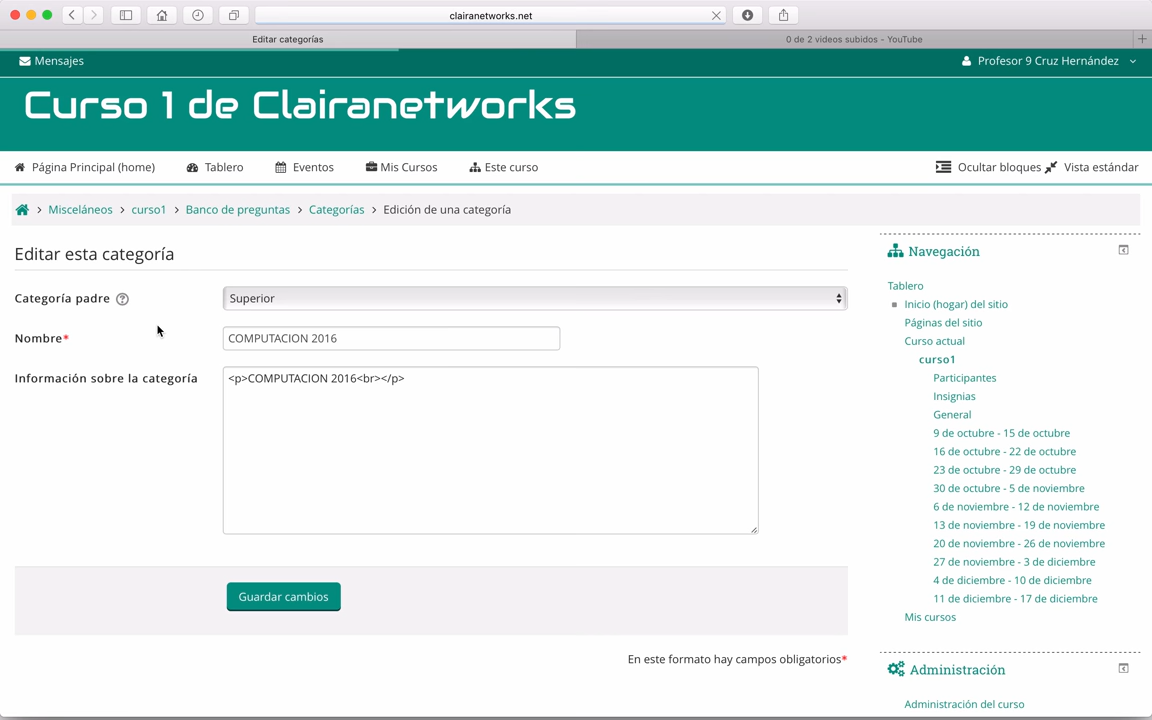 clairanetworks.net
Editar categorías
0 de 2 videos subidos - YouTube
Mensajes
Profesor 9 Cruz Hernández
Curso 1 de Clairanetworks
Página Principal (home)
Tablero
Eventos
Mis Cursos
Este curso
Ocultar bloques
Vista estándar
Misceláneos
curso1
Banco de preguntas
Categorías
Edición de una categoría
Editar esta categoría
Categoría padre
Superior
Nombre*
COMPUTACION 2016
Información sobre la categoría
<p>COMPUTACION 2016<br></p>
Guardar cambios
En este formato hay campos obligatorios*
Navegación
Tablero
Inicio (hogar) del sitio
Páginas del sitio
Curso actual
curso1
Participantes
Insignias
General
9 de octubre - 15 de octubre
16 de octubre - 22 de octubre
23 de octubre - 29 de octubre
30 de octubre - 5 de noviembre
6 de noviembre - 12 de noviembre
13 de noviembre - 19 de noviembre
20 de noviembre - 26 de noviembre
27 de noviembre - 3 de diciembre
4 de diciembre - 10 de diciembre
11 de diciembre - 17 de diciembre
Mis cursos
Administración
Administración del curso